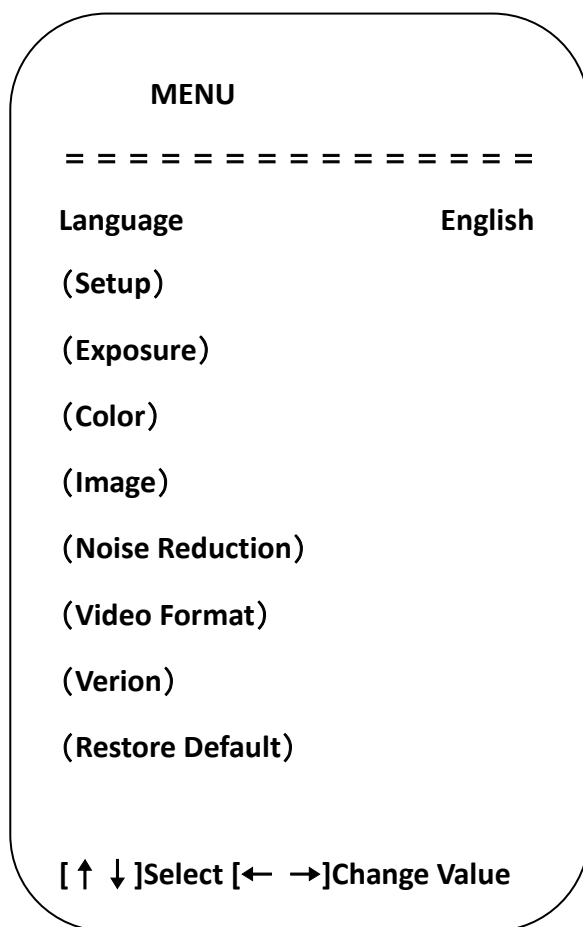 MENU
= = = = = = = = = = = = = = =
Language English
（Setup）
（Exposure）
（Color）
（Image）
（Noise Reduction）
（Video Format）
（Verion）
（Restore Default）
[ ↑ ↓ ]Select [← →]Change Value